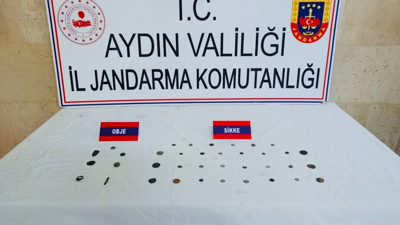 T.C.
AYDIN VALİLİĞİ
İL JANDARMA KOMUTANLIĞI
OBJE
SİKKE